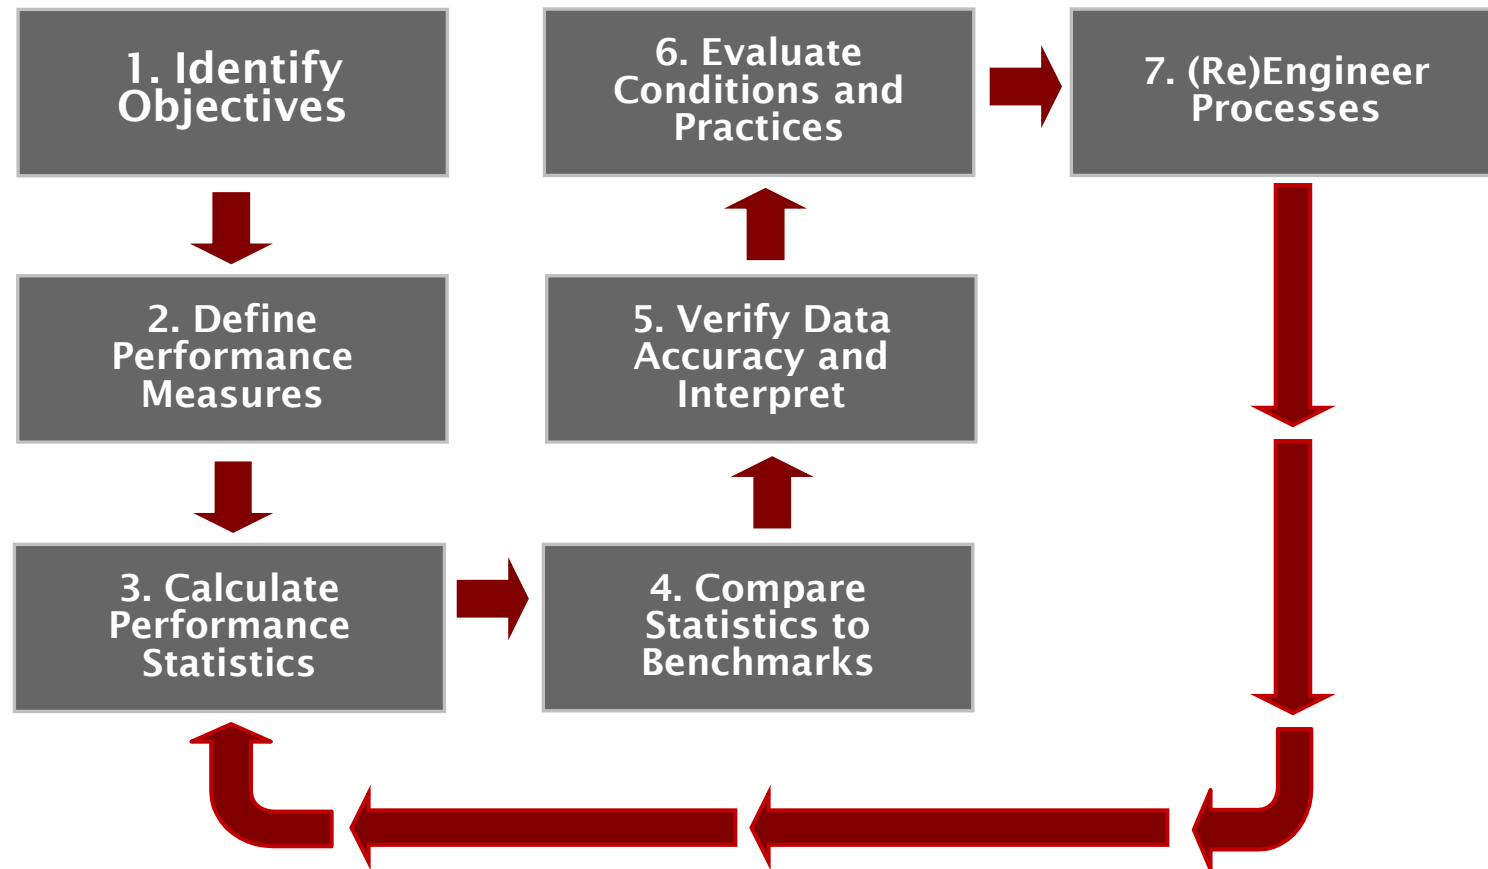 1. Identify
Objectives
2. Define
Performance
Measures
3. Calculate
Performance
Statistics
4. Compare
Statistics to
Benchmarks
5. Verify Data
Accuracy and
Interpret
6. Evaluate
Conditions and
Practices
7. (Re)Engineer
Processes